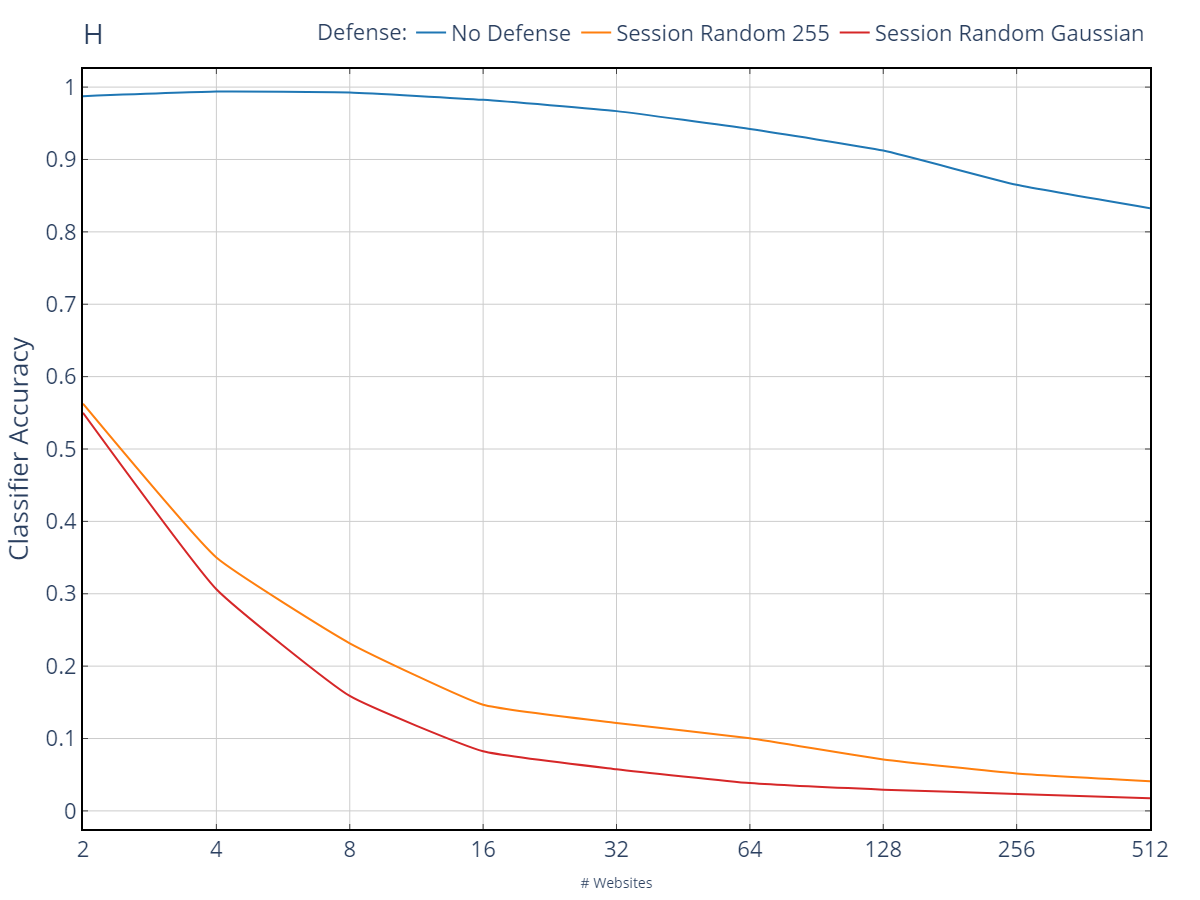 H
Defense: No Defense Session Random 255 Session Random Gaussian
Classifier Accuracy
1
0.9
0.8
0.7
0.6
0.5
0.4
0.3
0.2
0.1
0
2 4 8 16 32 64 128 256 512
# Websites